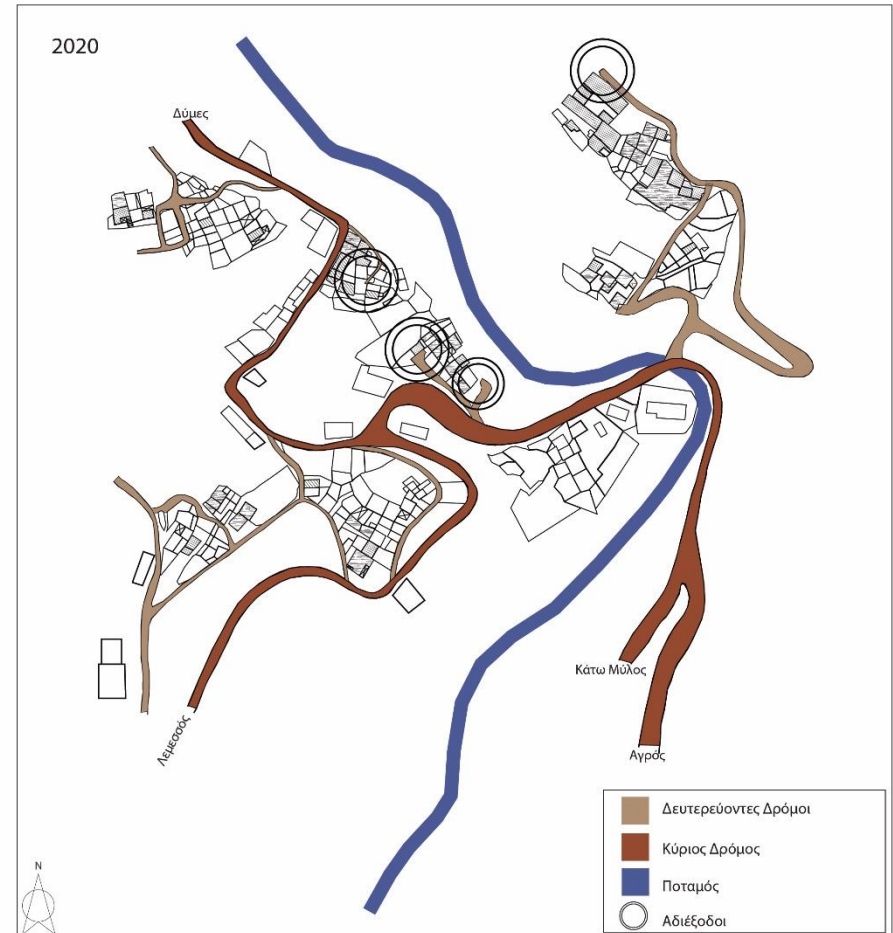 2020
Δύμες
Κάτω Μύλος
Λεμεσσός
Αγρός
Δευτερεύοντες Δρόμοι
Κύριος Δρόμος
Ποταμός
Αδιέξοδοι
N